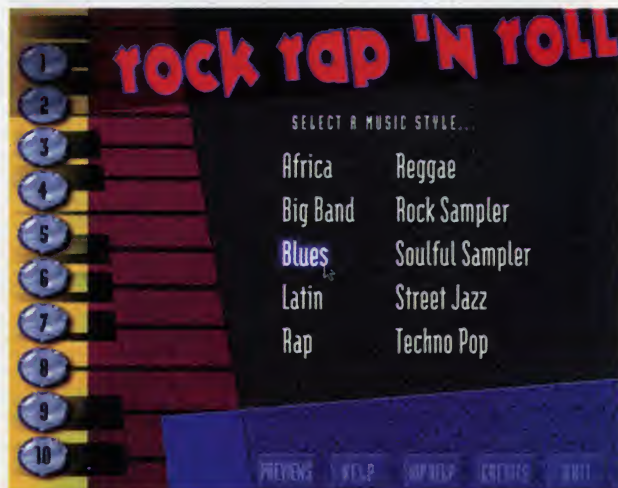 rock rap 'N roll
SELECT A MUSIC STYLE...
Africa Reggae
Big Band Rock Sampler
Blues Soulful Sampler
Latin Street Jazz
Rap Techno Pop
1
2
3
4
5
6
7
8
9
10
PREVIEWS HELP CREDITS QUIT